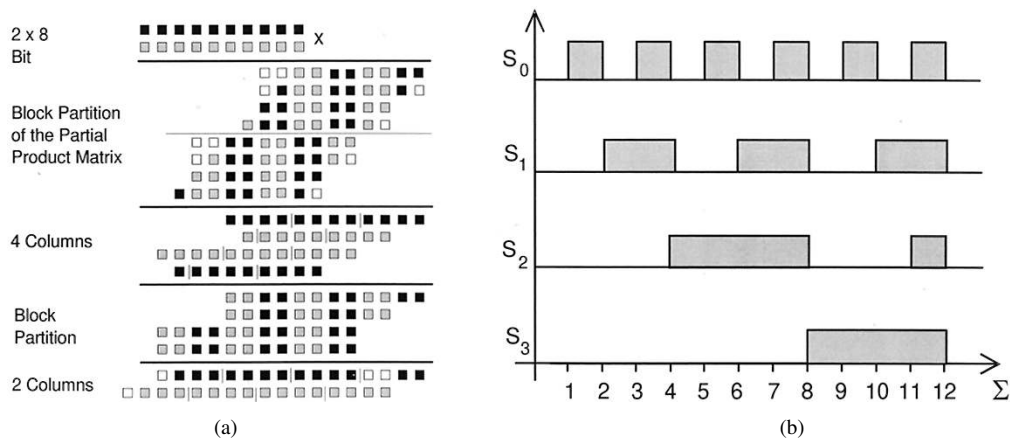 2 x 8
Bit
X
Block Partition
of the Partial
Product Matrix
4 Columns
Block
Partition
2 Columns
(a)
S0
S1
S2
S3
1 2 3 4 5 6 7 8 9 10 11 12 Σ
(b)